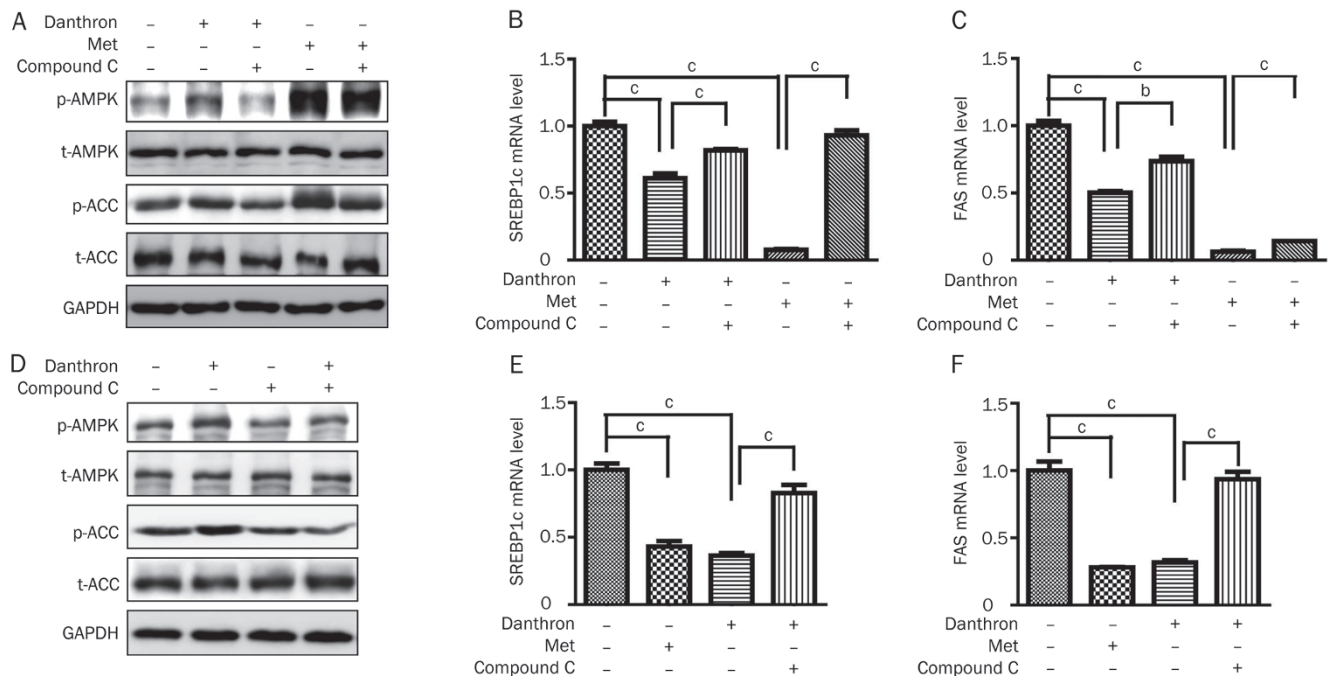 A
Danthron – + + – –
Met – – – + +
Compound C – – + – +
p-AMPK
t-AMPK
p-ACC
t-ACC
GAPDH
B
SREBP1c mRNA level
1.5
1.0
0.5
0
c
c
c
c
Danthron – + + – –
Met – – – + +
Compound C – – + – +
C
FAS mRNA level
1.5
1.0
0.5
0
c
c
b
c
Danthron – + + – –
Met – – – + +
Compound C – – + – +
D
Danthron – + – +
Compound C – – + +
p-AMPK
t-AMPK
p-ACC
t-ACC
GAPDH
E
SREBP1c mRNA level
1.5
1.0
0.5
0
c
c
c
Danthron – – + +
Met – + – –
Compound C – – – +
F
FAS mRNA level
1.5
1.0
0.5
0
c
c
c
Danthron – – + +
Met – + – –
Compound C – – – +